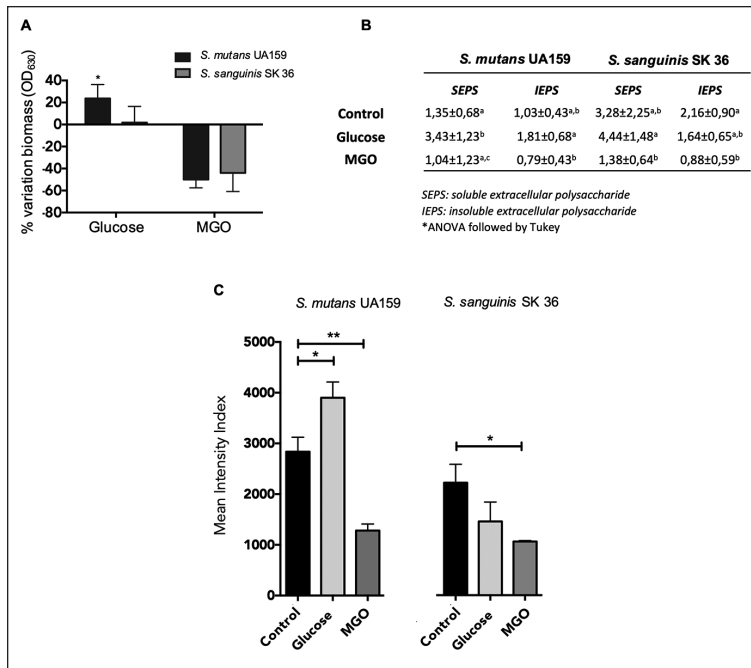 A
S. mutans UA159
S. sanguinis SK 36
% variation biomass (OD630)
40
20
0
-20
-40
-60
-80
*
Glucose MGO
B
S. mutans UA159 S. sanguinis SK 36
SEPS IEPS SEPS IEPS
Control 1,35±0,68a 1,03±0,43a,b 3,28±2,25a,b 2,16±0,90a
Glucose 3,43±1,23b 1,81±0,68a 4,44±1,48a 1,64±0,65a,b
MGO 1,04±1,23a,c 0,79±0,43b 1,38±0,64b 0,88±0,59b
SEPS: soluble extracellular polysaccharide
IEPS: insoluble extracellular polysaccharide
*ANOVA followed by Tukey
C
S. mutans UA159 S. sanguinis SK 36
Mean Intensity Index
5000
4000
3000
2000
1000
0
**
*
*
Control Glucose MGO Control Glucose MGO